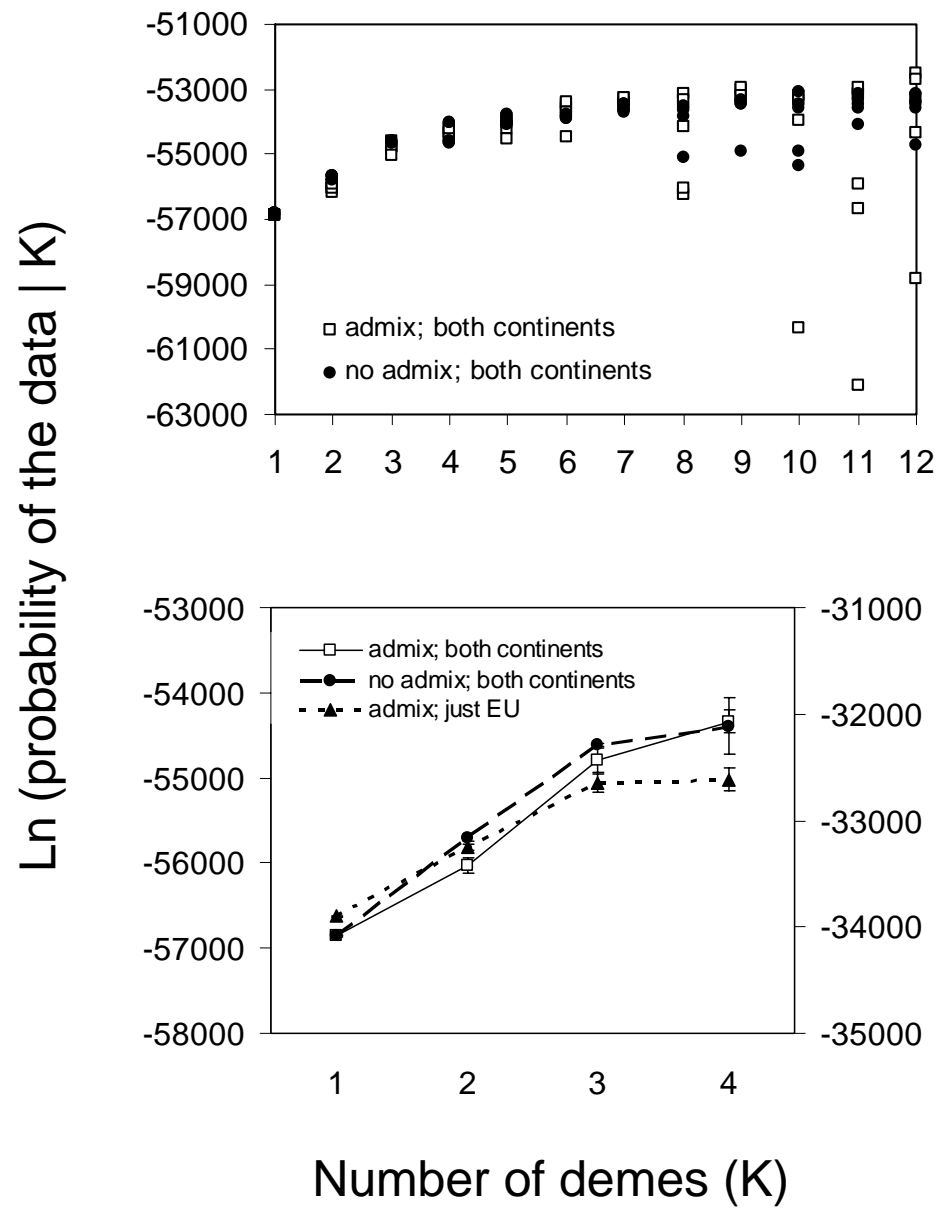 Ln (probability of the data | K)
-51000
-53000
-55000
-57000
-59000
-61000
-63000
admix; both continents
no admix; both continents
1 2 3 4 5 6 7 8 9 10 11 12
-53000
-54000
-55000
-56000
-57000
-58000
admix; both continents
no admix; both continents
admix; just EU
-31000
-32000
-33000
-34000
-35000
1 2 3 4
Number of demes (K)